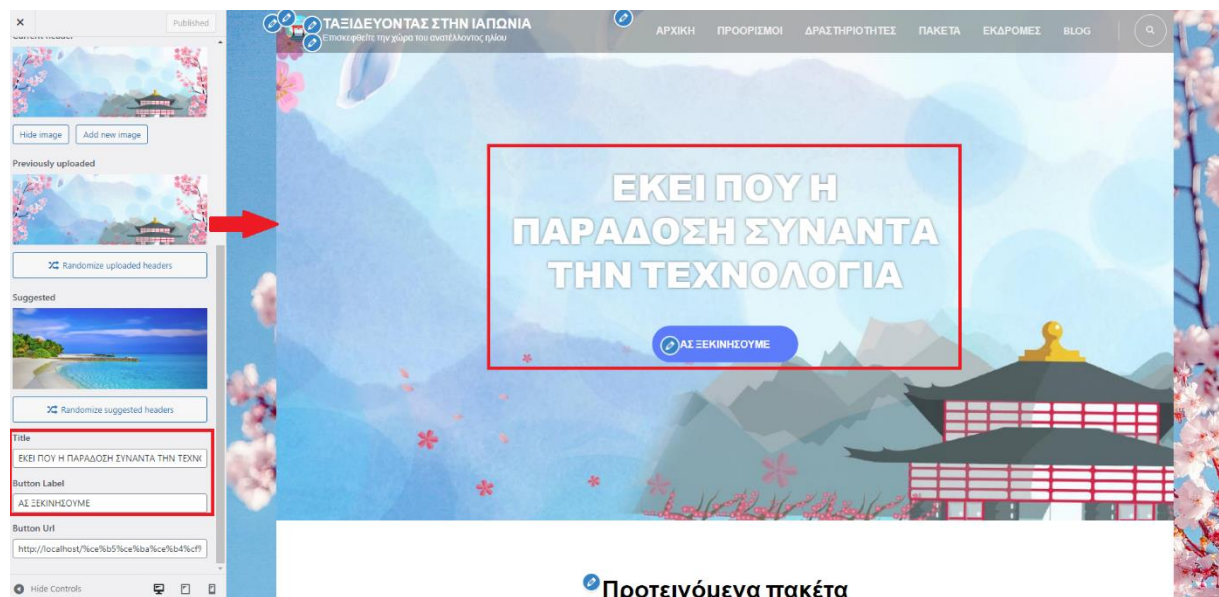 Published
Current header
Hide image
Add new image
Previously uploaded
Randomize uploaded headers
Suggested
Randomize suggested headers
Title
ΕΚΕΙ ΠΟΥ Η ΠΑΡΑΔΟΣΗ ΣΥΝΑΝΤΑ ΤΗΝ ΤΕΧΝΟ
Button Label
ΑΣ ΞΕΚΙΝΗΣΟΥΜΕ
Button Url
http://localhost/%ce%b5%ce%ba%ce%b4%cf%
Hide Controls
ΤΑΞΙΔΕΥΟΝΤΑΣ ΣΤΗΝ ΙΑΠΩΝΙΑ
Επισκεφθείτε την χώρα του ανατέλλοντος ηλίου
ΑΡΧΙΚΗ ΠΡΟΟΡΙΣΜΟΙ ΔΡΑΣΤΗΡΙΟΤΗΤΕΣ ΠΑΚΕΤΑ ΕΚΔΡΟΜΕΣ BLOG
ΕΚΕΙ ΠΟΥ Η
ΠΑΡΑΔΟΣΗ ΣΥΝΑΝΤΑ
ΤΗΝ ΤΕΧΝΟΛΟΓΙΑ
ΑΣ ΞΕΚΙΝΗΣΟΥΜΕ
Προτεινόμενα πακέτα